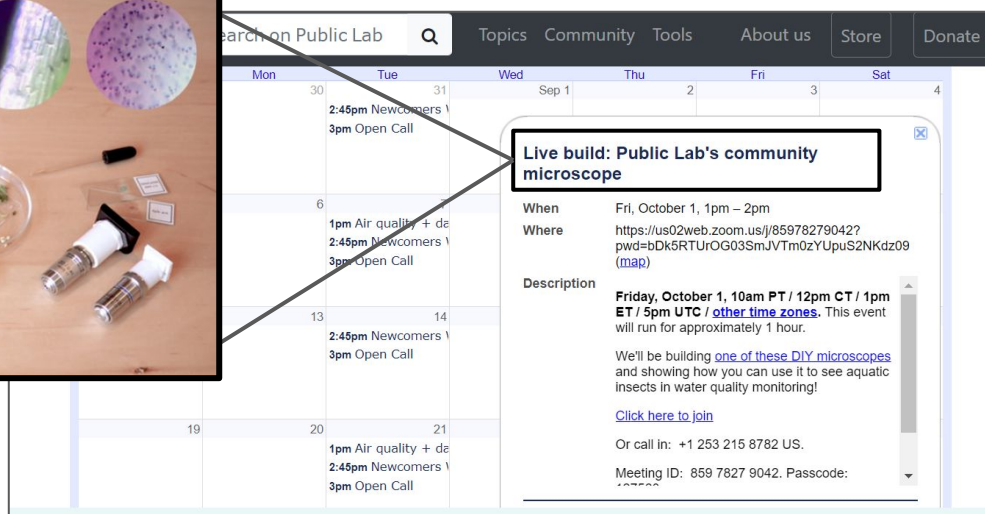 Public Lab
Topics Community Tools About us Store Donate
Mon Tue Wed Thu Fri Sat
30 31 Sep 1 2 3 4
2:45pm Newcomers
3pm Open Call
Live build: Public Lab's community
microscope
When Fri, October 1, 1pm – 2pm
Where https://us02web.zoom.us/j/85978279042?
pwd=bDk5RTUrOG03SmJVTm0zYUpuS2NKdz09
(map)
Description
Friday, October 1, 10am PT / 12pm CT / 1pm
ET / 5pm UTC / other time zones. This event
will run for approximately 1 hour.
We'll be building one of these DIY microscopes
and showing how you can use it to see aquatic
insects in water quality monitoring!
Click here to join
Or call in: +1 253 215 8782 US.
Meeting ID: 859 7827 9042. Passcode:
6
1pm Air quality + da
2:45pm Newcomers
3pm Open Call
13 14
2:45pm Newcomers
3pm Open Call
19 20 21
1pm Air quality + da
2:45pm Newcomers
3pm Open Call